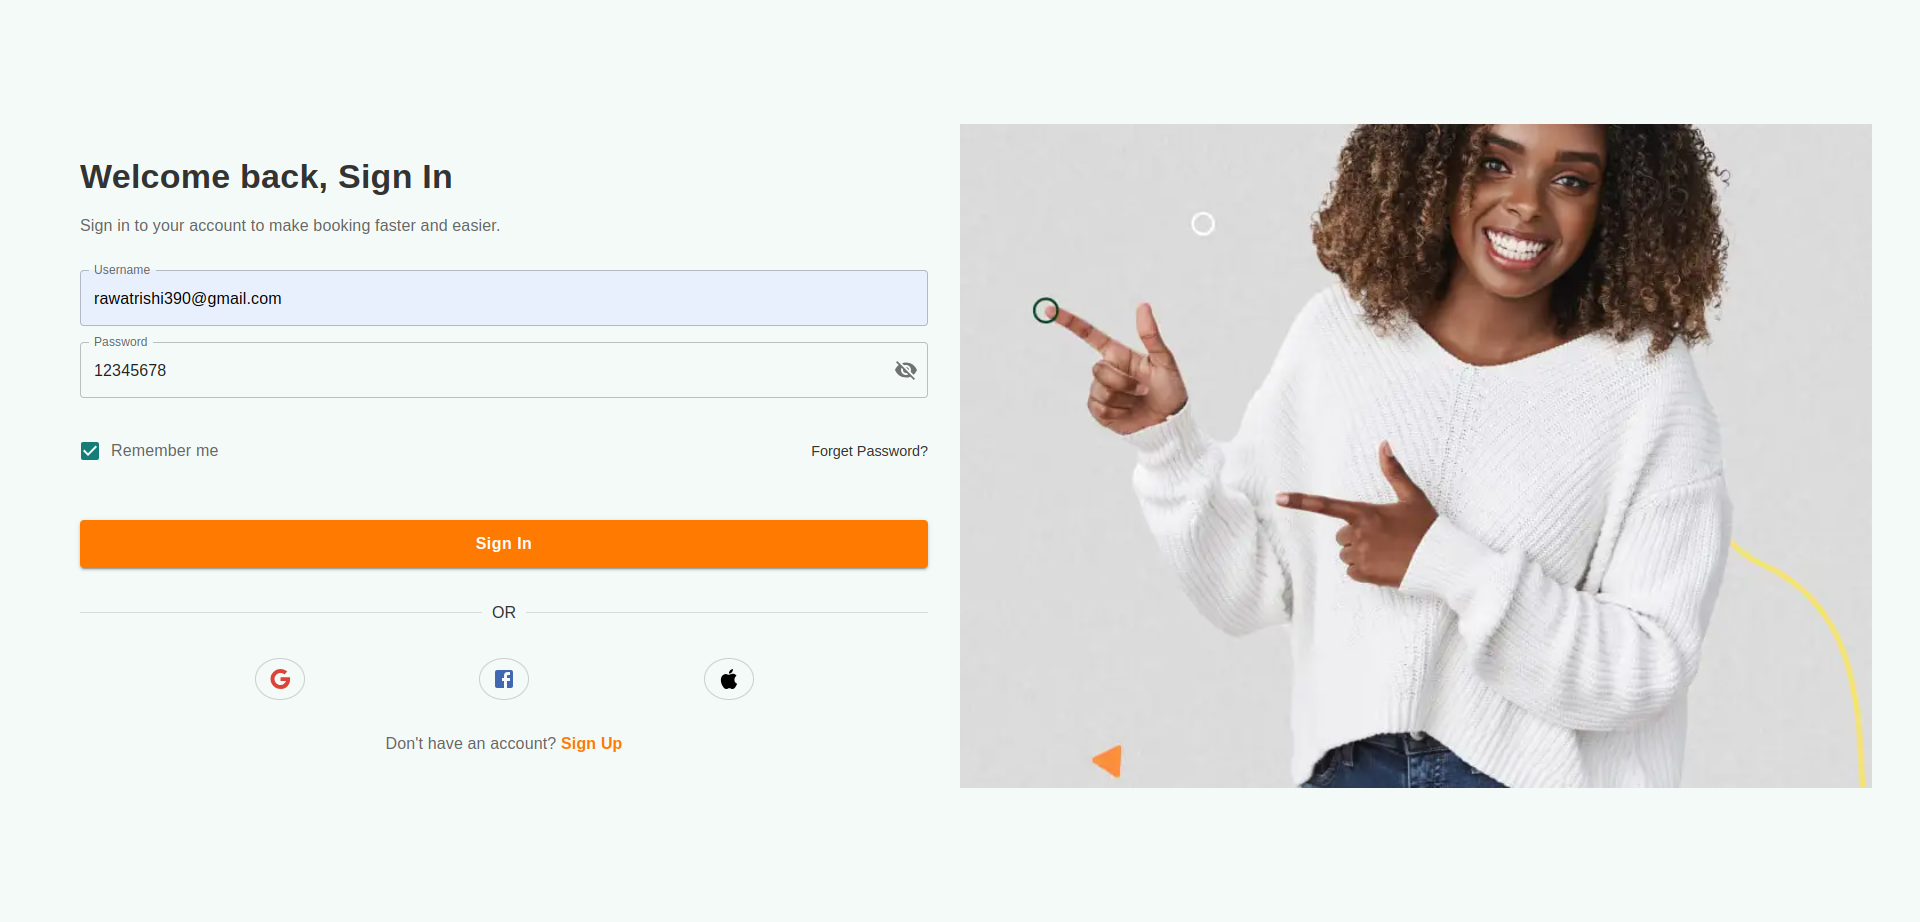 Welcome back, Sign In
Sign in to your account to make booking faster and easier.
Username
rawatrishi390@gmail.com
Password
12345678
Remember me
Forget Password?
Sign In
OR
Don't have an account? Sign Up